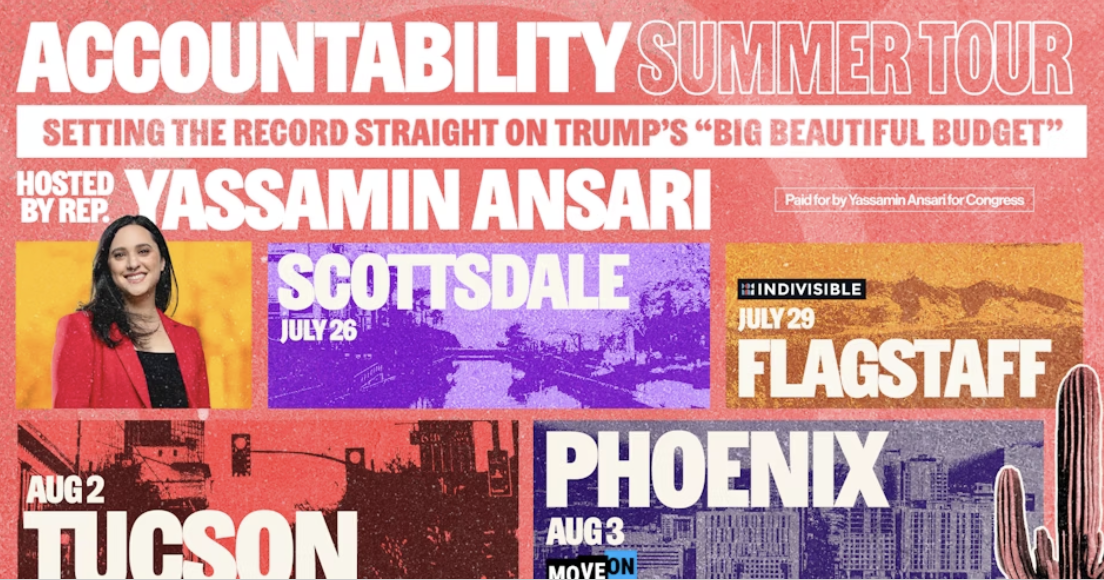 ACCOUNTABILITY SUMMER TOUR
SETTING THE RECORD STRAIGHT ON TRUMP'S “BIG BEAUTIFUL BUDGET”
HOSTED
BY REP.
YASSAMIN ANSARI
Paid for by Yassamin Ansari for Congress
SCOTTSDALE
JULY 26
INDIVISIBLE
JULY 29
FLAGSTAFF
AUG 2
TUCSON
PHOENIX
AUG 3
MOVEON